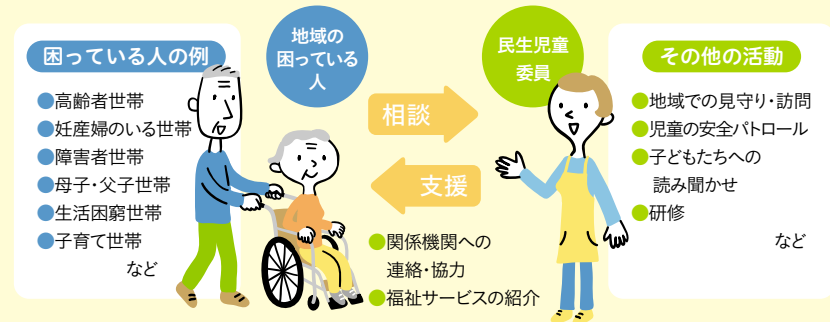 困っている人の例
●高齢者世帯
●妊産婦のいる世帯
●障害者世帯
●母子・父子世帯
●生活困窮世帯
●子育て世帯
など
地域の
困っている
人
相談
支援
●関係機関への
連絡・協力
●福祉サービスの紹介
民生児童
委員
その他の活動
●地域での見守り・訪問
●児童の安全パトロール
●子どもたちへの
読み聞かせ
●研修
など